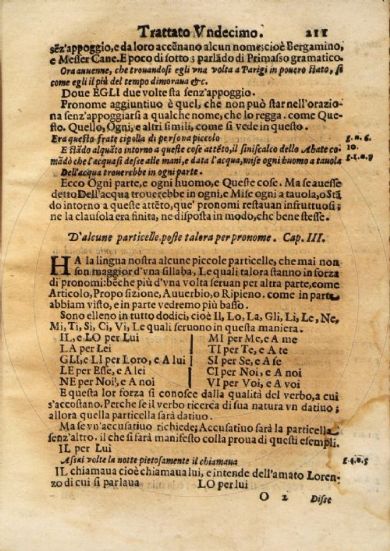 Trattato Vndecimo. 211
senz'appoggio, e da loro accēnano alcun nome: cioè Bergamino,
e Messer Cane. E poco di sotto; parlādo di Primasso gramatico.
Ora auuenne, che trouandosi egli vna volta a Parigi in pouero stato, sì
come egli il più del tempo dimoraua &c.
Doue EGLI due volte sta senz'appoggio.
Pronome aggiuntiuo è quel, che non può star nell'orazio-
na senz'appoggiarsi a qualche nome, che lo regga. come Que-
sto. Quello, Ogni, e altri simili, come si vede in questo.
Era questo frate cipolla di persona piccolo g.n.6.
E stādo alquāto intorno a queste cose attēto, il siniscalco dello Abate co- g.1.n.7
mādò che l'acqua si desse alle mani, e data l'acqua, mise ogni huomo a tauola
Dell'acqua trouerebbe in ogni parte.
Ecco Ogni parte, e ogni huomo, e Queste cose. Ma se auesse
detto Dell'acqua trouerebbe in ogni, e Mise ogni a tauola, o Stā
do intorno a queste attēto, que' pronomi restauan infruttuosi;
ne la clausola era finita, ne disposta in modo, che bene stesse.
D'alcune particelle, poste talera per pronome. Cap. III.
HA la lingua nostra alcune piccole particelle, che mai non
son maggior d'vna sillaba. Le quali talora stanno in forza
di pronomi: bēche più d'vna volta seruan per altra parte, come
Articolo, Proposizione, Auuerbio, o Ripieno. come in parte
abbiam visto, e in parte vedremo più basso.
Sono elleno in tutto dodici, cioè Il, Lo, La, Gli, Li, Le, Ne,
Mi, Ti, Si, Ci, Vi, Le quali seruono in questa maniera.
IL, e LO per Lui MI per Me, e A me
LA per Lei TI per Te, e A te
GLI, e LI per Loro, e A lui SI per Se, e A se
LE per Esse, e A lei CI per Noi, e A noi
NE per Noi', e A noi VI per Voi, e A voi
E questa lor forza si conosce dalla qualità del verbo, a cui
s'accostano. Perche se il verbo ricerca di sua natura vn datiuo;
allora quella particella sarà datiuo.
Ma se vn'accusatiuo richiede; Accusatiuo sarà la particella
senz'altro. il che si farà manifesto colla proua di questi esempli.
IL per Lui
Assai volte la notte pietosamente il chiamaua g.4.n.5
IL chiamaua cioè chiamaua lui, e intende dell'amato Loren-
zo di cui si parlaua LO per lui
O 2 Disse